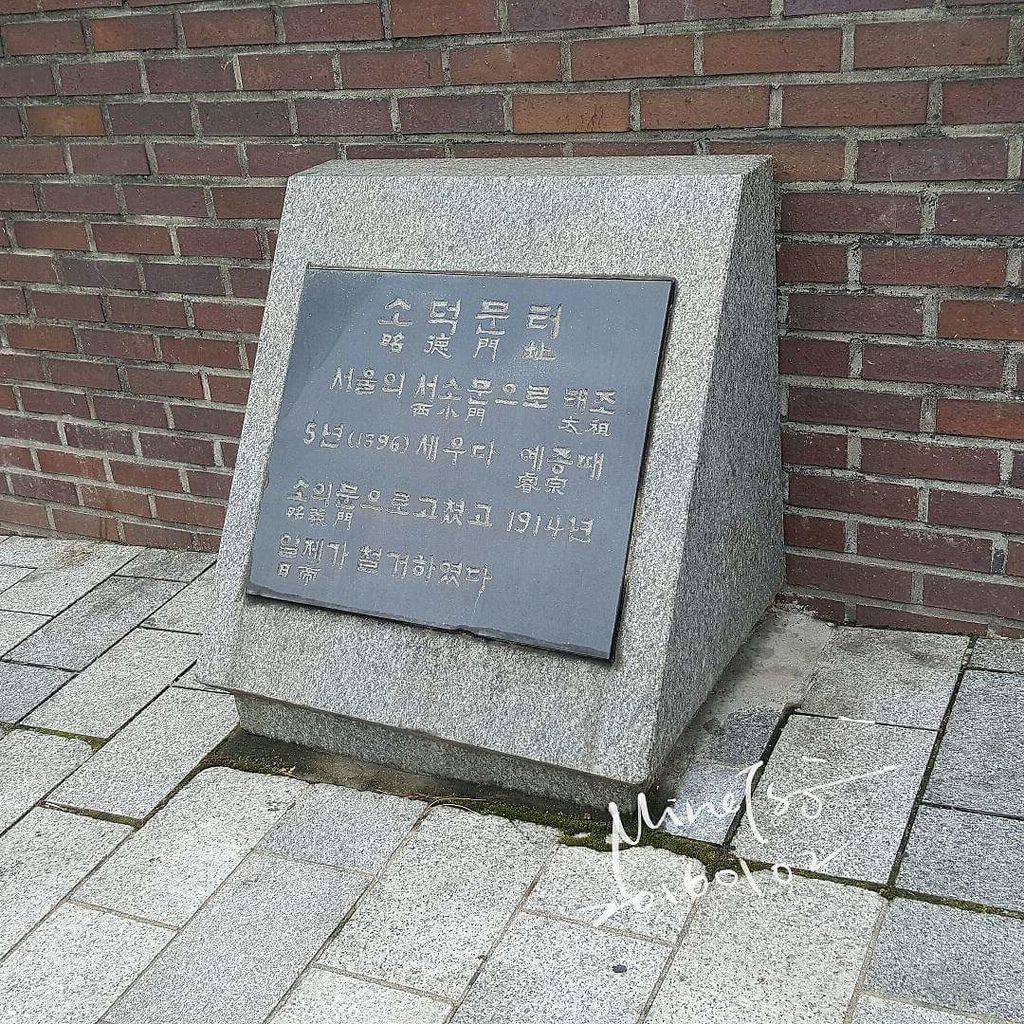 소덕문터
昭德門址
서울의 서소문으로 태조
西小門 太祖
5년(1396) 세우다 예종때
睿宗
소의문으로고쳤고 1914년
昭義門
일제가 헐거하였다
日帝
20160102